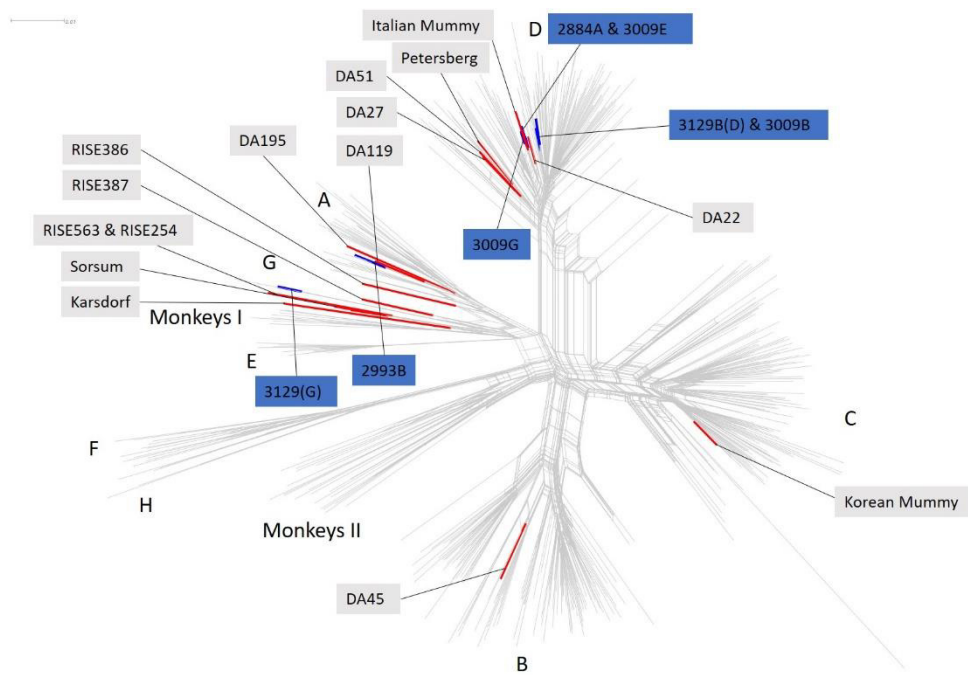 Italian Mummy
D
2884A & 3009E
Petersberg
DA51
3129B(D) & 3009B
DA27
DA195
DA119
RISE386
RISE387
A
DA22
RISE563 & RISE254
3009G
G
Sorsum
Karsdorf
Monkeys I
E
2993B
3129(G)
C
F
H
Korean Mummy
Monkeys II
DA45
B